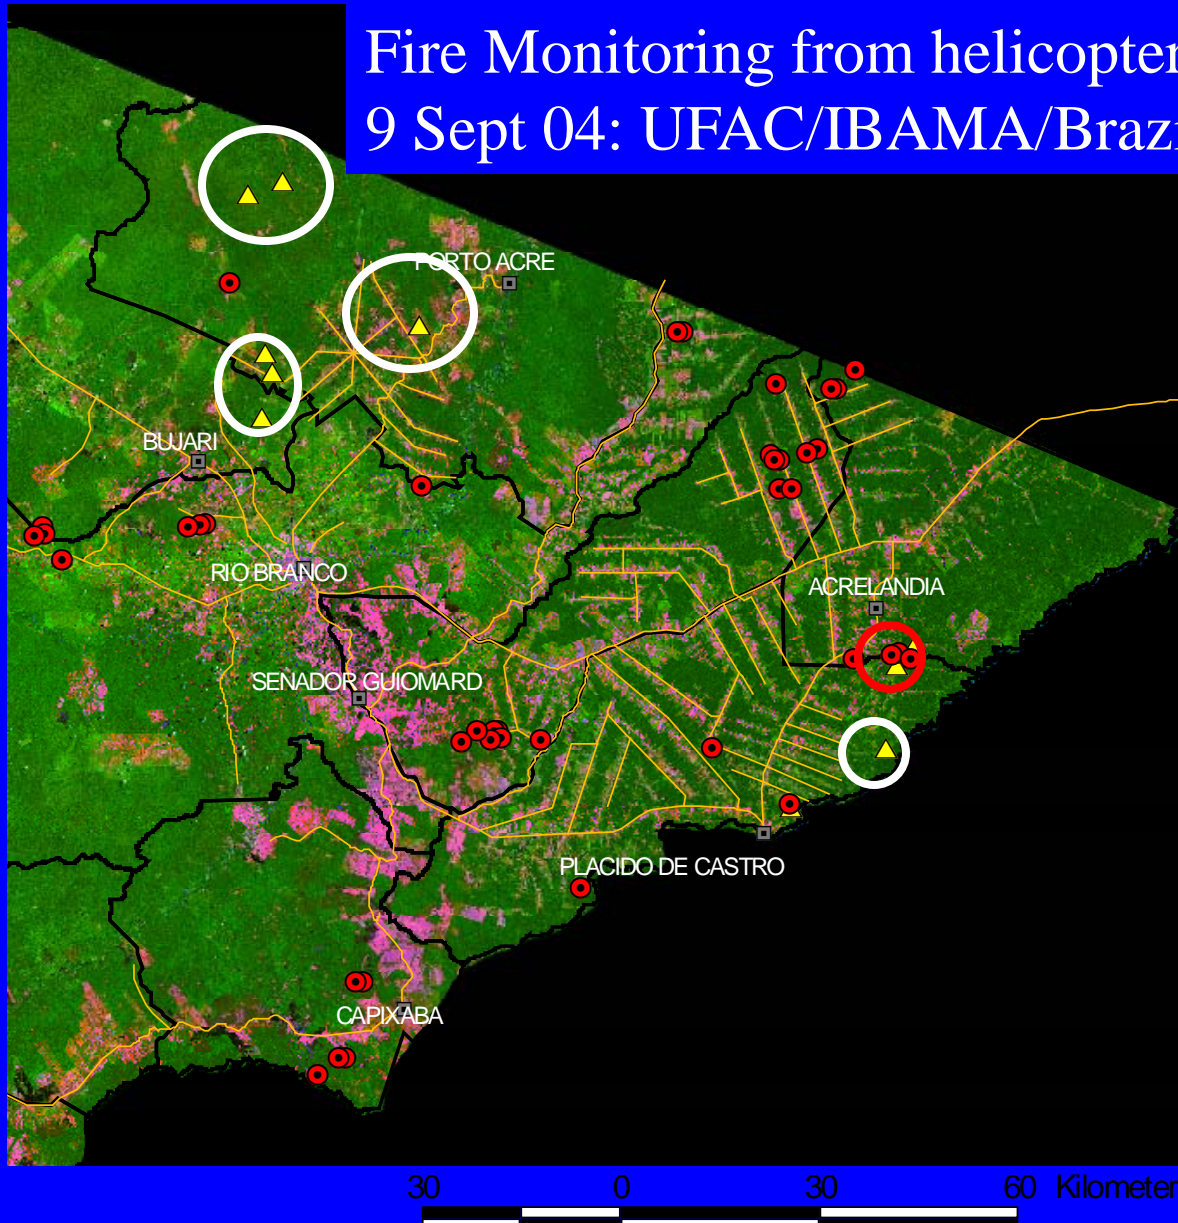 Fire Monitoring from helicopter
9 Sept 04: UFAC/IBAMA/Brazi
PORTO ACRE
BUJARI
RIO BRANCO
ACRELANDIA
SENADOR GUIOMARD
PLACIDO DE CASTRO
CAPIXABA
30 0 30 60 Kilometer